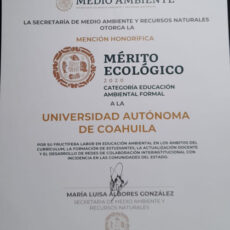 MEDIO AMBIENTE
LA SECRETARÍA DE MEDIO AMBIENTE Y RECURSOS NATURALES
OTORGA LA
MENCIÓN HONORÍFICA
MÉRITO
ECOLÓGICO
2020
CATEGORÍA EDUCACIÓN
AMBIENTAL FORMAL
A LA
UNIVERSIDAD AUTÓNOMA
DE COAHUILA
POR SU FRUCTÍFERA LABOR EN EDUCACIÓN AMBIENTAL EN LOS ÁMBITOS DEL
CURRÍCULUM, LA FORMACIÓN DE ESTUDIANTES, LA ACTUALIZACIÓN DOCENTE
Y EL DESARROLLO DE REDES DE COLABORACIÓN INTERINSTITUCIONAL CON
INCIDENCIA EN LAS COMUNIDADES DEL ESTADO.
MARÍA LUISA ALBORES GONZÁLEZ
SECRETARIA DE MEDIO AMBIENTE Y
RECURSOS NATURALES